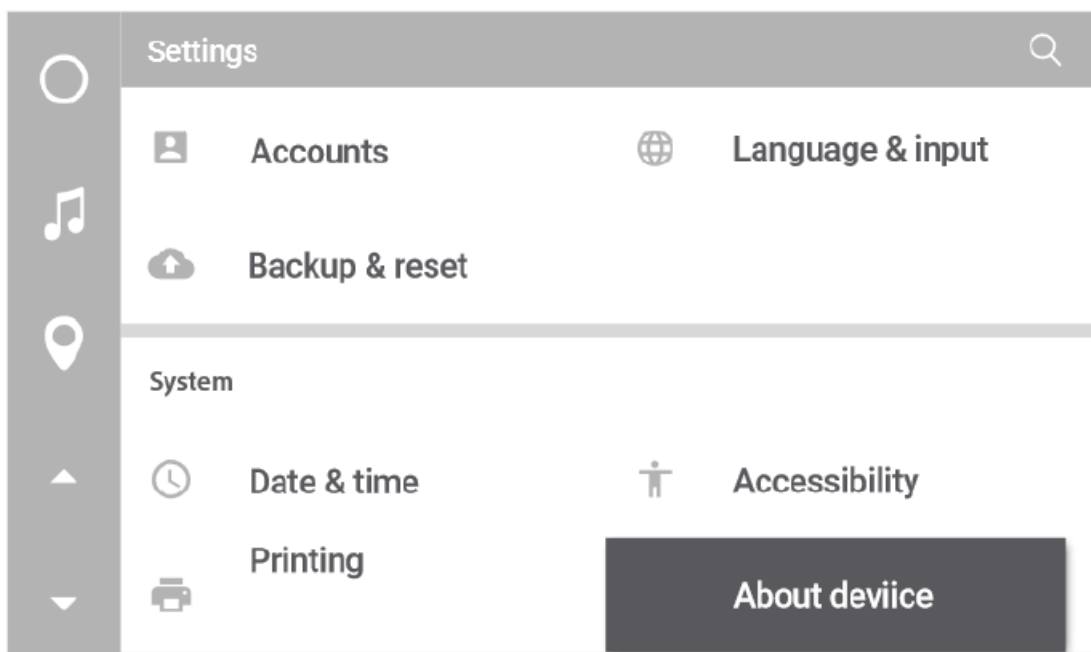 Settings
Accounts
Language & input
Backup & reset
System
Date & time
Accessibility
Printing
About deviice